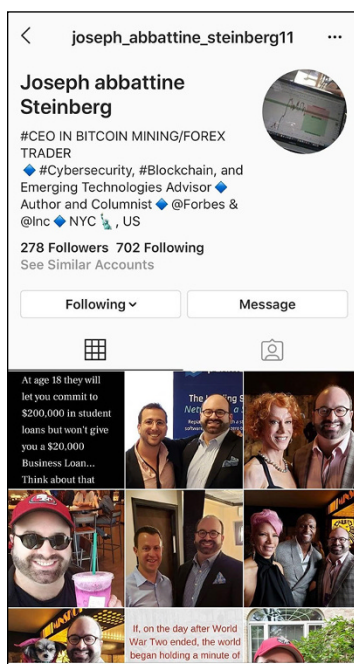 joseph_abbattine_steinberg11
Joseph abbattine
Steinberg
#CEO IN BITCOIN MINING/FOREX
TRADER
🔷 #Cybersecurity, #Blockchain, and
Emerging Technologies Advisor 🔷
Author and Columnist 🔷 @Forbes &
@Inc 🔷 NYC 🗽 , US
278 Followers 702 Following
See Similar Accounts
Following
Message
At age 18 they will
let you commit to
$200,000 in student
loans but won't give
you a $20,000
Business Loan...
Think about that
If, on the day after World
War Two ended, the world
began holding a minute of